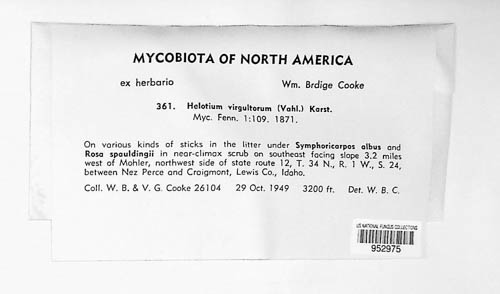 MYCOBIOTA OF NORTH AMERICA
ex herbario Wm. Brdige Cooke
361. Helotium virgultorum (Vahl.) Karst.
Myc. Fenn. 1:109. 1871.
On various kinds of sticks in the litter under Symphoricarpos albus and
Rosa spauldingii in near-climax scrub on southeast facing slope 3.2 miles
west of Mohler, northwest side of state route 12, T. 34 N., R. 1 W., S. 24,
between Nez Perce and Craigmont, Lewis Co., Idaho.
Coll. W. B. & V. G. Cooke 26104 29 Oct. 1949 3200 ft. Det. W. B. C.
US NATIONAL FUNGUS COLLECTIONS
952975